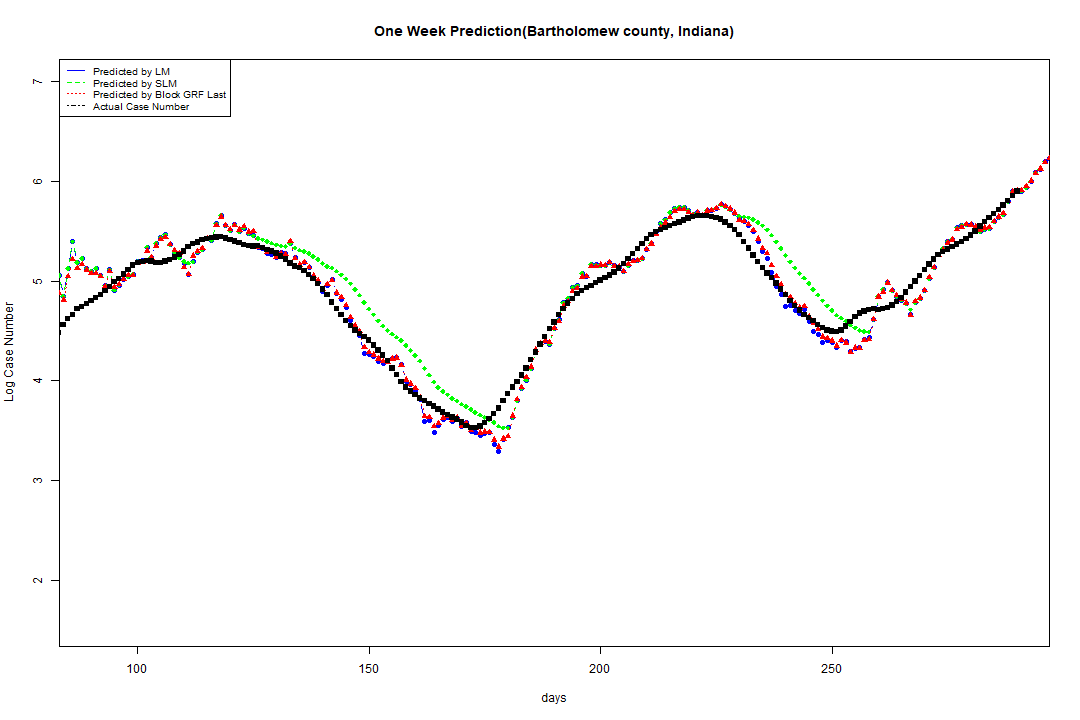 One Week Prediction(Bartholomew county, Indiana)
Predicted by LM
Predicted by SLM
Predicted by Block GRF Last
Actual Case Number
7
6
5
4
3
2
Log Case Number
100 150 200 250
days